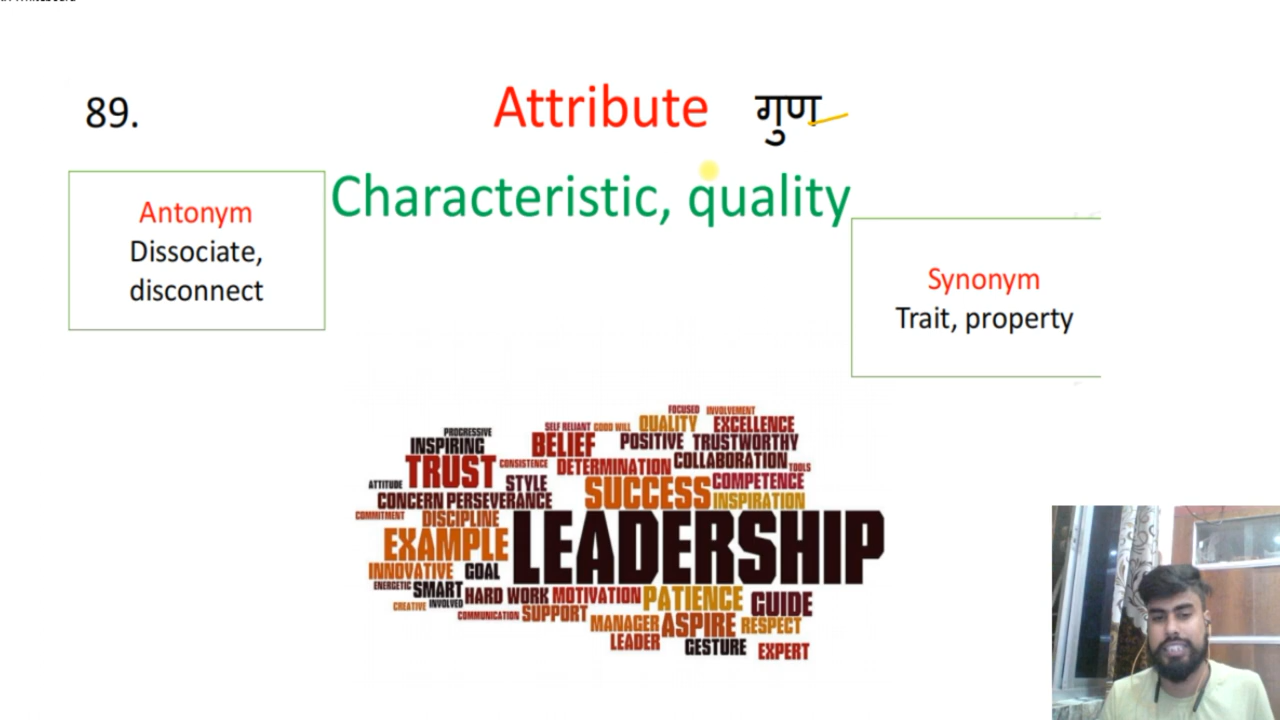 89.
Attribute गुण
Characteristic, quality
Antonym
Dissociate,
disconnect
Synonym
Trait, property
FOCUSED INVOLVEMENT
SELF RELIANT GOOD WILL QUALITY EXCELLENCE
PROGRESSIVE
INSPIRING BELIEF POSITIVE TRUSTWORTHY
TRUST CONSISTENCE DETERMINATION COLLABORATION TOOLS
ATTITUDE STYLE SUCCESS COMPETENCE
CONCERN PERSEVERANCE INSPIRATION
COMMITMENT DISCIPLINE
EXAMPLE LEADERSHIP
INNOVATIVE GOAL
ENERGETIC SMART HARD WORK MOTIVATION PATIENCE GUIDE
CREATIVE INVOLVED
COMMUNICATION SUPPORT MANAGER ASPIRE RESPECT
LEADER GESTURE EXPERT